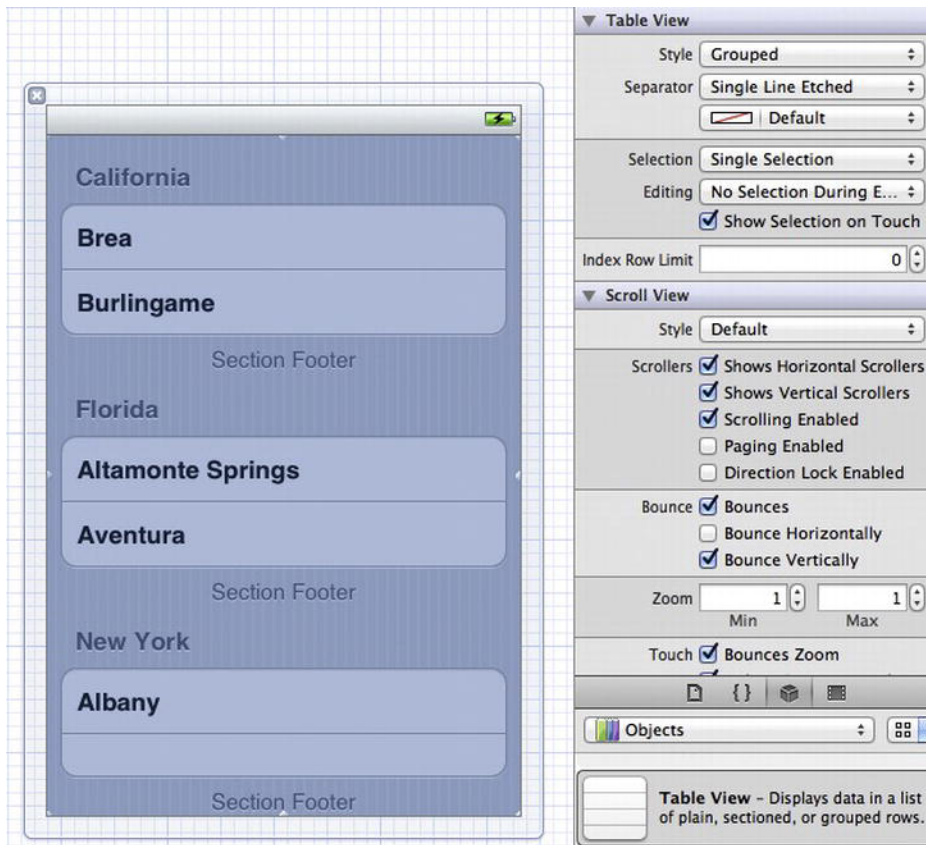 California
Brea
Burlingame
Section Footer
Florida
Altamonte Springs
Aventura
Section Footer
New York
Albany
Section Footer
Table View
Style Grouped
Separator Single Line Etched
Default
Selection Single Selection
Editing No Selection During E...
Show Selection on Touch
Index Row Limit 0
Scroll View
Style Default
Scrollers Shows Horizontal Scrollers
Shows Vertical Scrollers
Scrolling Enabled
Paging Enabled
Direction Lock Enabled
Bounce Bounces
Bounce Horizontally
Bounce Vertically
Zoom 1 1
Min Max
Touch Bounces Zoom
{}
Objects
Table View – Displays data in a list
of plain, sectioned, or grouped rows.